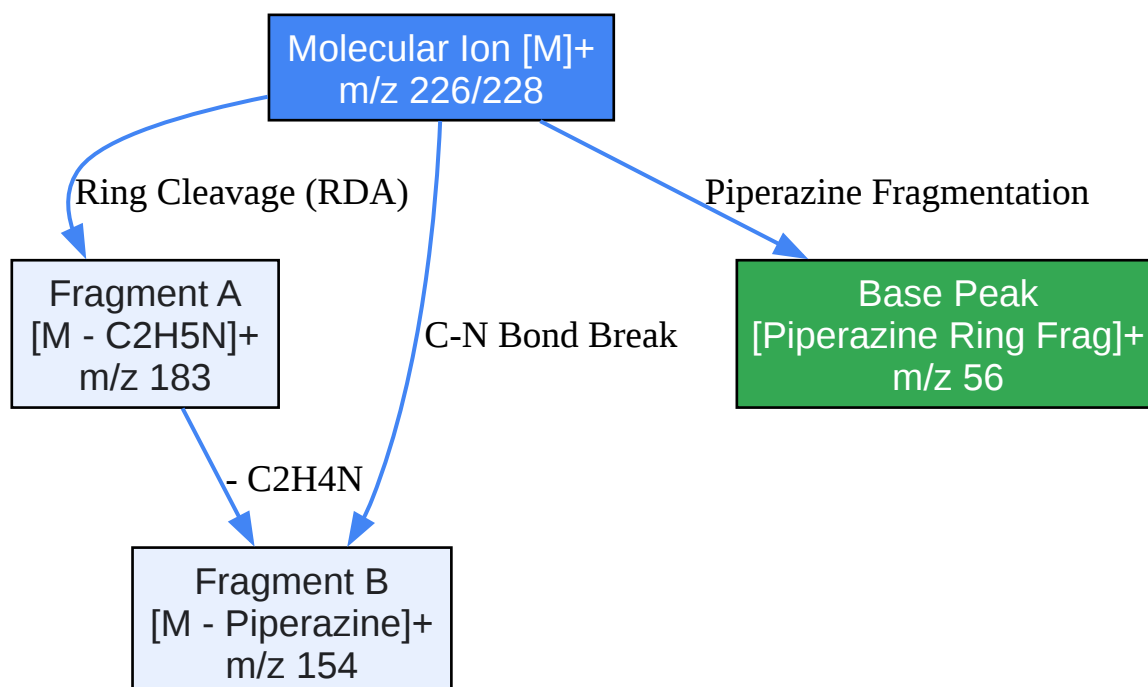 Molecular Ion [M]+
m/z 226/228
Ring Cleavage (RDA)
Piperazine Fragmentation
Fragment A
[M - C2H5N]+
m/z 183
C-N Bond Break
Base Peak
[Piperazine Ring Frag]+
m/z 56
- C2H4N
Fragment B
[M - Piperazine]+
m/z 154